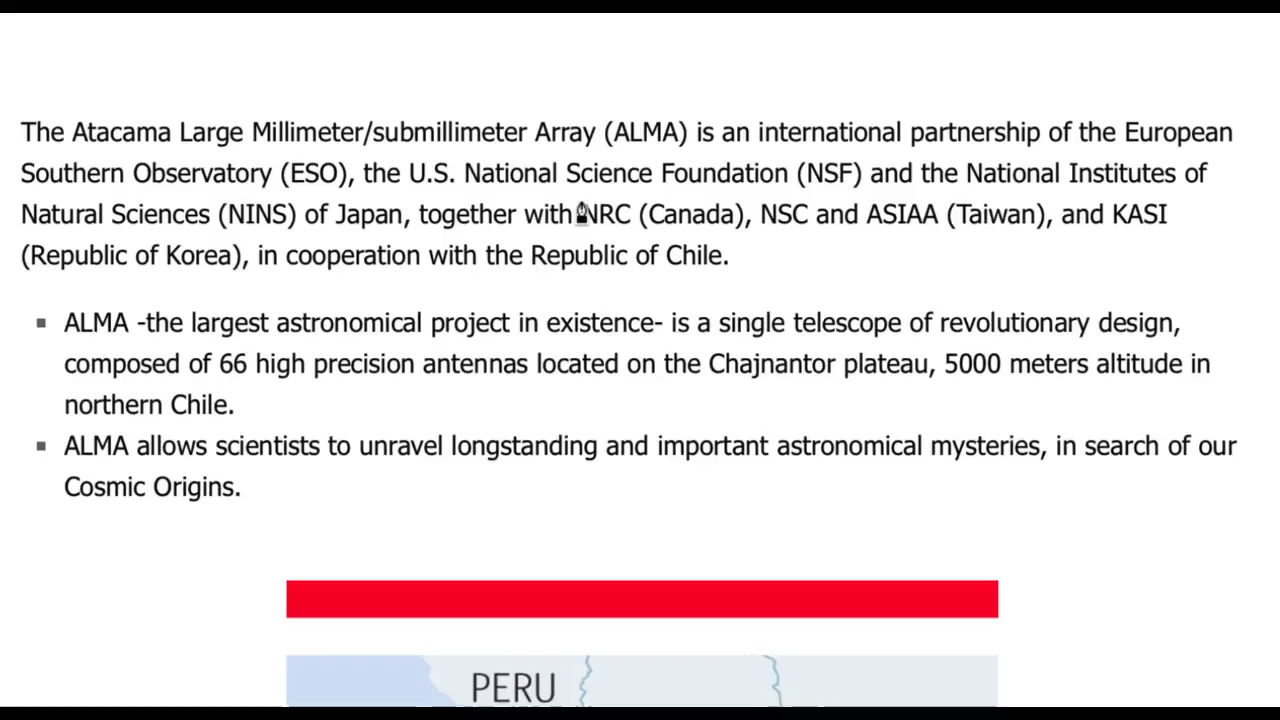 The Atacama Large Millimeter/submillimeter Array (ALMA) is an international partnership of the European
Southern Observatory (ESO), the U.S. National Science Foundation (NSF) and the National Institutes of
Natural Sciences (NINS) of Japan, together with NRC (Canada), NSC and ASIAA (Taiwan), and KASI
(Republic of Korea), in cooperation with the Republic of Chile.
ALMA -the largest astronomical project in existence- is a single telescope of revolutionary design,
composed of 66 high precision antennas located on the Chajnantor plateau, 5000 meters altitude in
northern Chile.
ALMA allows scientists to unravel longstanding and important astronomical mysteries, in search of our
Cosmic Origins.
PERU